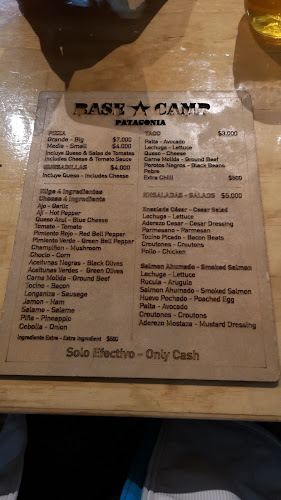 BASE ★ CAMP
PATAGONIA
PIZZA
Grande - Big $7.000
Media - Small $4.000
Incluye Queso & Salsa de Tomates
Includes Cheese & Tomato Sauce
QUESADILLAS $4.000
Incluye Queso - Includes Cheese
Elige 4 Ingredientes
Choose 4 Ingredients
Ajo - Garlic
Aji - Hot Pepper
Queso Azul - Blue Cheese
Tomate - Tomato
Pimiento Rojo - Red Bell Pepper
Pimiento Verde - Green Bell Pepper
Champiñon - Mushroom
Choclo - Corn
Aceitunas Negras - Black Olives
Aceitunas Verdes - Green Olives
Carne Molida - Ground Beef
Tocino - Bacon
Longaniza - Sausage
Jamon - Ham
Salame - Salame
Piña - Pineapple
Cebolla - Onion
Ingrediente Extra - Extra Ingredient $500
TACO $3.000
Palta - Avocado
Lechuga - Lettuce
Queso - Cheese
Carne Molida - Ground Beef
Porotos Negros - Black Beans
Pebre
Extra Chili $500
ENSALADAS - SALADS $5.000
Ensalada César - Cesar Salad
Lechuga - Lettuce
Aderezo Cesar - Cesar Dressing
Parmesano - Parmesan
Tocino Picado - Bacon Beats
Croutones - Croutons
Pollo - Chicken
Salmon Ahumado - Smoked Salmon
Lechuga - Lettuce
Rucula - Arugula
Salmon Ahumado - Smoked Salmon
Huevo Pochado - Poached Egg
Palta - Avocado
Croutones - Croutons
Aderezo Mostaza - Mustard Dressing
Solo Efectivo - Only Cash